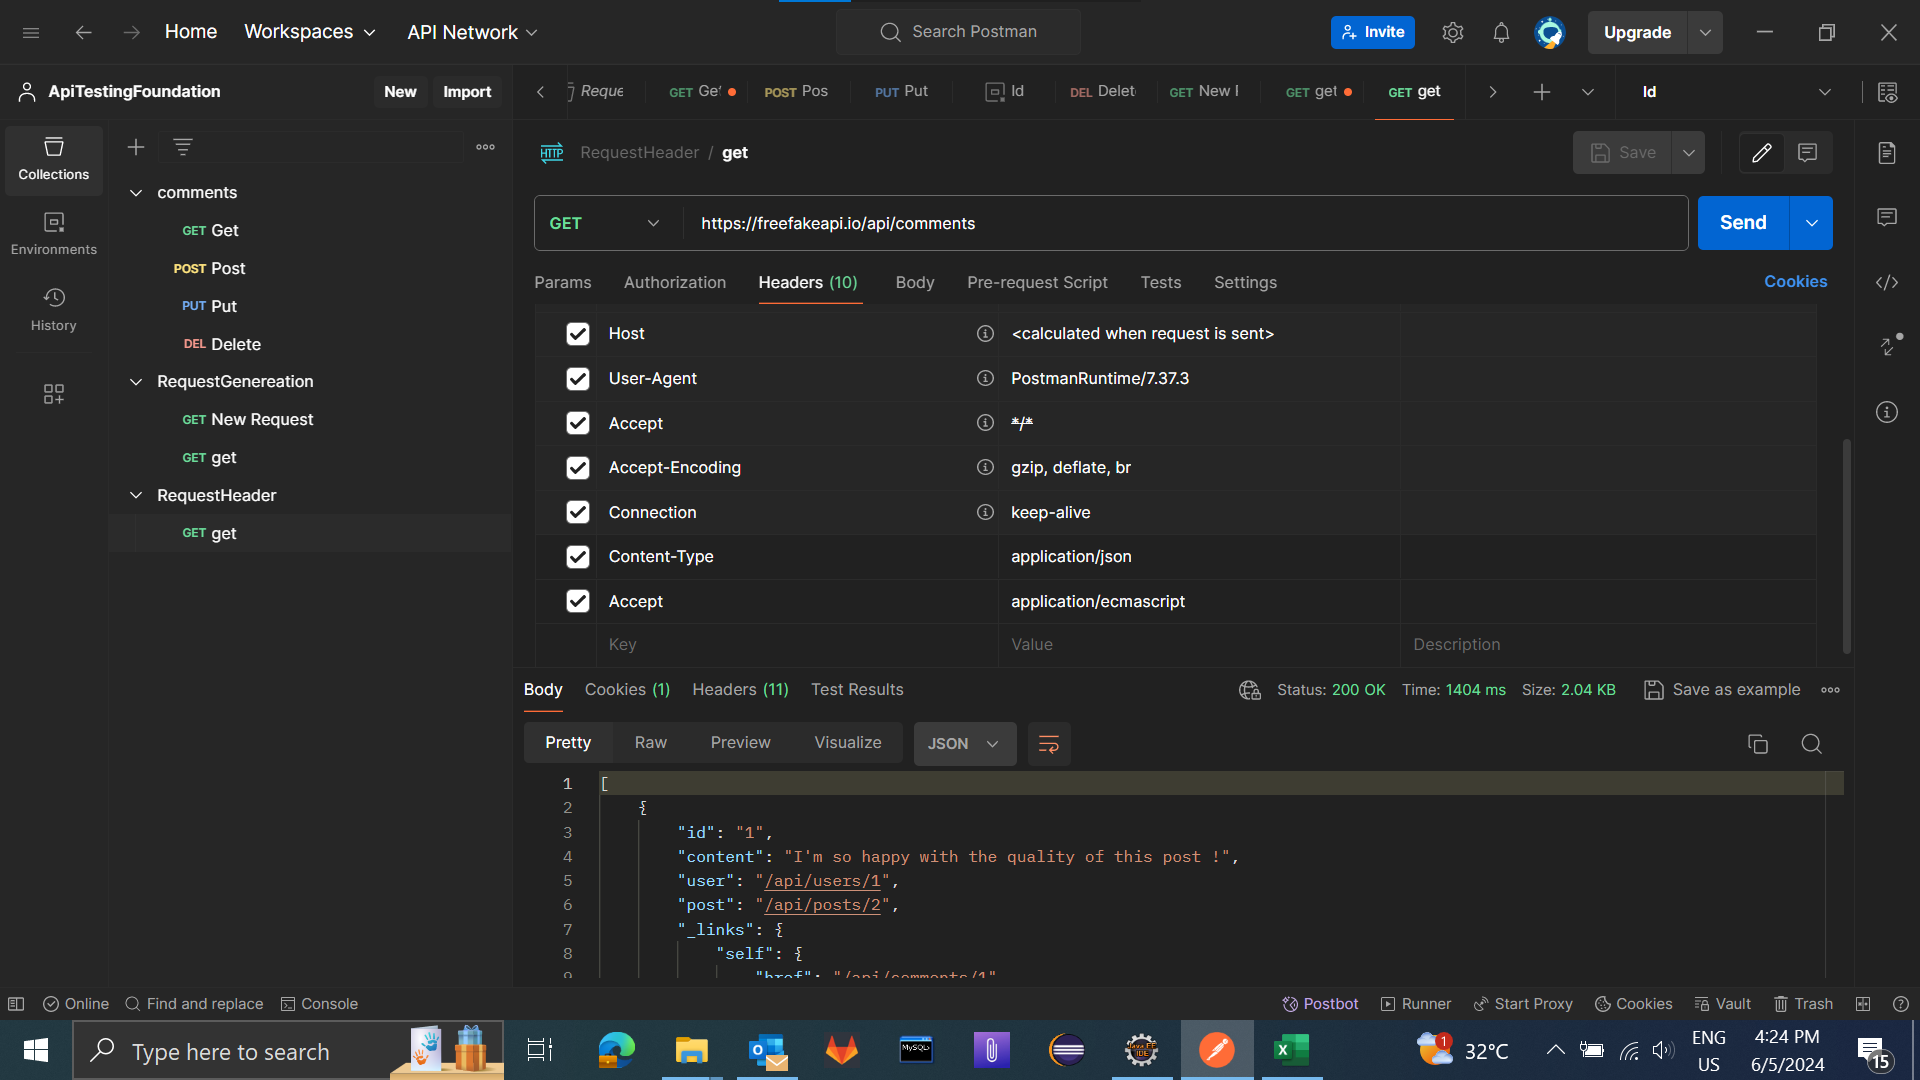 Home Workspaces API Network Search Postman Invite Upgrade
ApiTestingFoundation New Import
Reque GET Get POST Pos PUT Put Id DEL Delet GET New GET get GET get Id
Collections
Environments
History
comments
GET Get
POST Post
PUT Put
DEL Delete
RequestGenereation
GET New Request
GET get
RequestHeader
GET get
HTTP RequestHeader / get Save
GET https://freefakeapi.io/api/comments Send
Params Authorization Headers (10) Body Pre-request Script Tests Settings Cookies
Host <calculated when request is sent>
User-Agent PostmanRuntime/7.37.3
Accept */*
Accept-Encoding gzip, deflate, br
Connection keep-alive
Content-Type application/json
Accept application/ecmascript
Key Value Description
Body Cookies (1) Headers (11) Test Results Status: 200 OK Time: 1404 ms Size: 2.04 KB Save as example
Pretty Raw Preview Visualize JSON
1 [
2 {
3 "id": "1",
4 "content": "I'm so happy with the quality of this post !",
5 "user": "/api/users/1",
6 "post": "/api/posts/2",
7 "_links": {
8 "self": {
9 "href": "/api/comments/1"
Online Find and replace Console Postbot Runner Start Proxy Cookies Vault Trash
Type here to search MySQL Java EE IDE 1 32°C ENG US 4:24 PM 6/5/2024 15